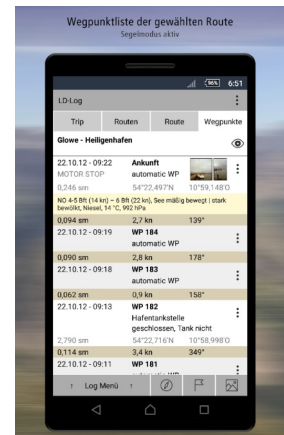 Wegpunktliste der gewählten Route
Segelmodus aktiv
96% 6:51
LD-Log
Trip Routen Route Wegpunkte
Glowe - Heiligenhafen
22.10.12 - 09:22 Ankunft
MOTOR STOP automatic WP
0,246 sm 54°22,497'N 10°59,148'O
NO 4-5 Bft (14 kn) ~ 6 Bft (22 kn), See mäßig bewegt | stark
bewölkt, Niesel, 14 °C, 992 hPa
0,094 sm 2,7 kn 139°
22.10.12 - 09:19 WP 184
automatic WP
0,090 sm 2,8 kn 178°
22.10.12 - 09:18 WP 183
automatic WP
0,062 sm 0,9 kn 158°
22.10.12 - 09:13 WP 182
Hafentankstelle
geschlossen, Tank nicht
2,790 sm 54°22,716'N 10°58,998'O
0,114 sm 3,4 kn 349°
22.10.12 - 09:11 WP 181
automatic WP
↑ Log Menü ↑